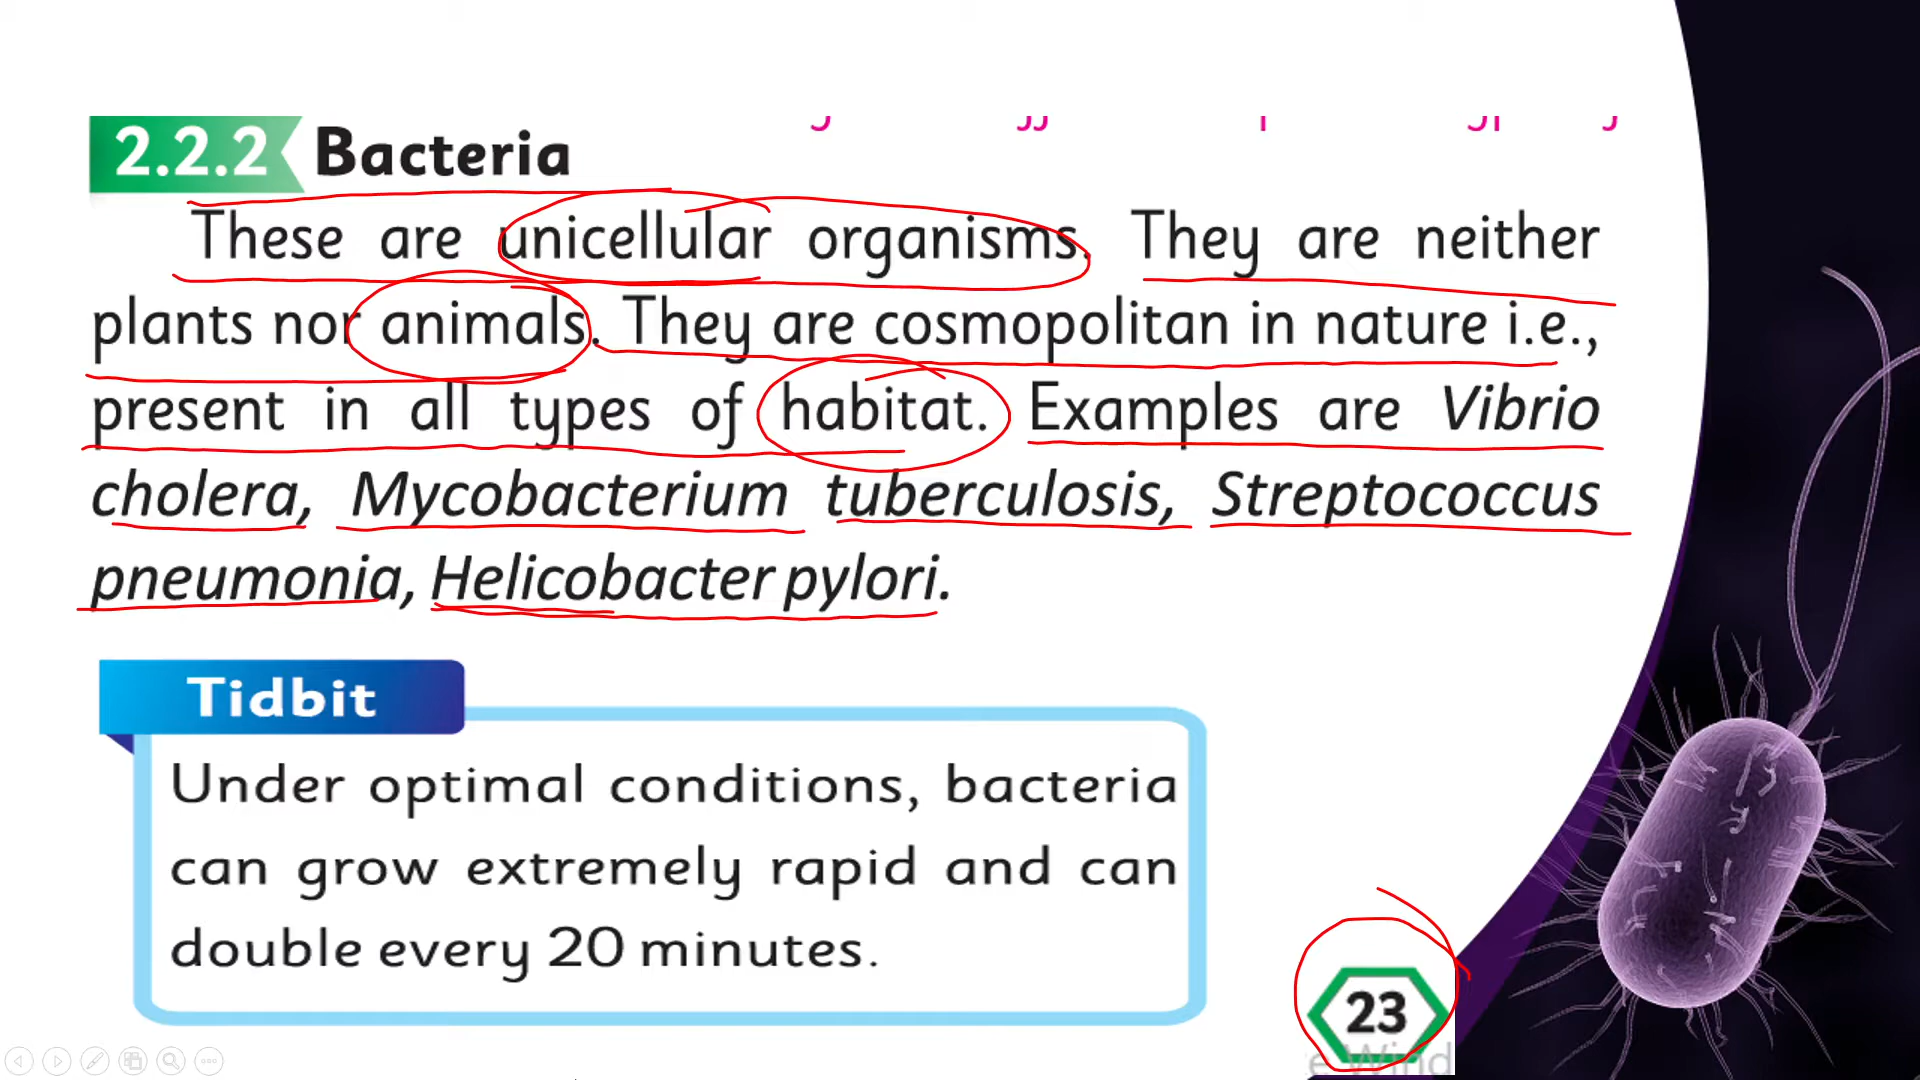 2.2.2 Bacteria
These are unicellular organisms. They are neither
plants nor animals. They are cosmopolitan in nature i.e.,
present in all types of habitat. Examples are Vibrio
cholera, Mycobacterium tuberculosis, Streptococcus
pneumonia, Helicobacter pylori.
Tidbit
Under optimal conditions, bacteria
can grow extremely rapid and can
double every 20 minutes.
23
e Wind